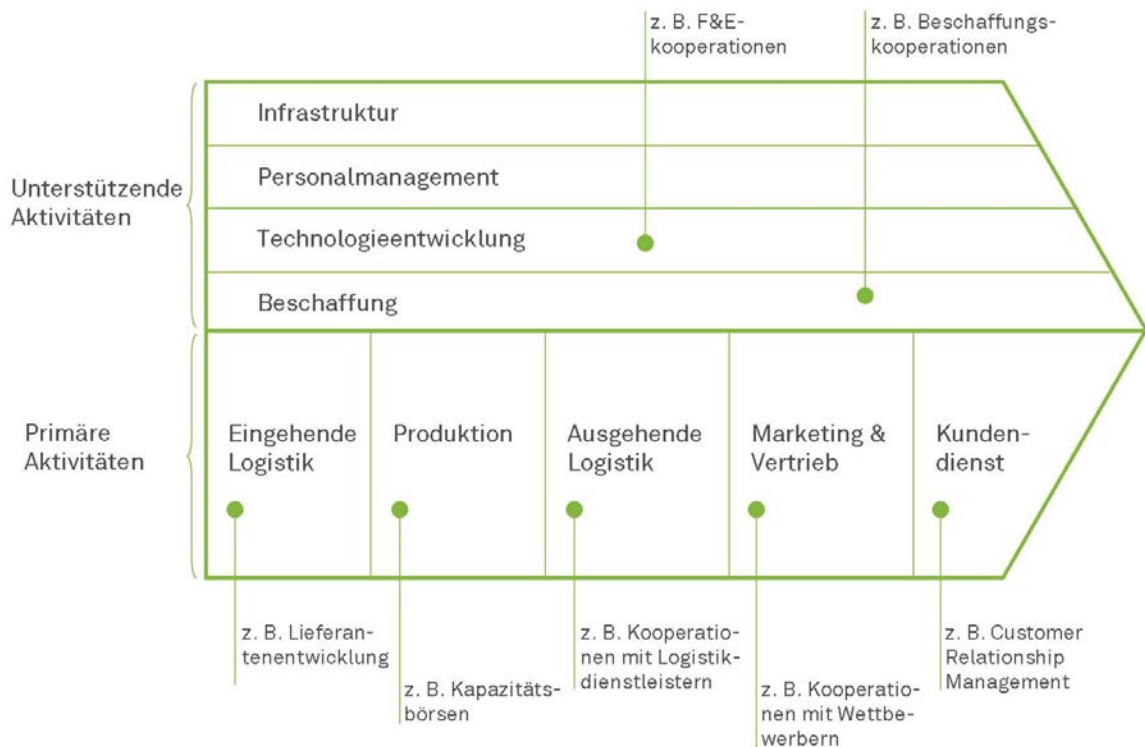 z. B. F&E-
kooperationen
z. B. Beschaffungs-
kooperationen
Unterstützende
Aktivitäten
Infrastruktur
Personalmanagement
Technologieentwicklung
Beschaffung
Primäre
Aktivitäten
Eingehende
Logistik
Produktion
Ausgehende
Logistik
Marketing &
Vertrieb
Kunden-
dienst
z. B. Lieferan-
tenentwicklung
z. B. Kapazitäts-
börsen
z. B. Kooperatio-
nen mit Logistik-
dienstleistern
z. B. Kooperatio-
nen mit Wettbe-
werbern
z. B. Customer
Relationship
Management